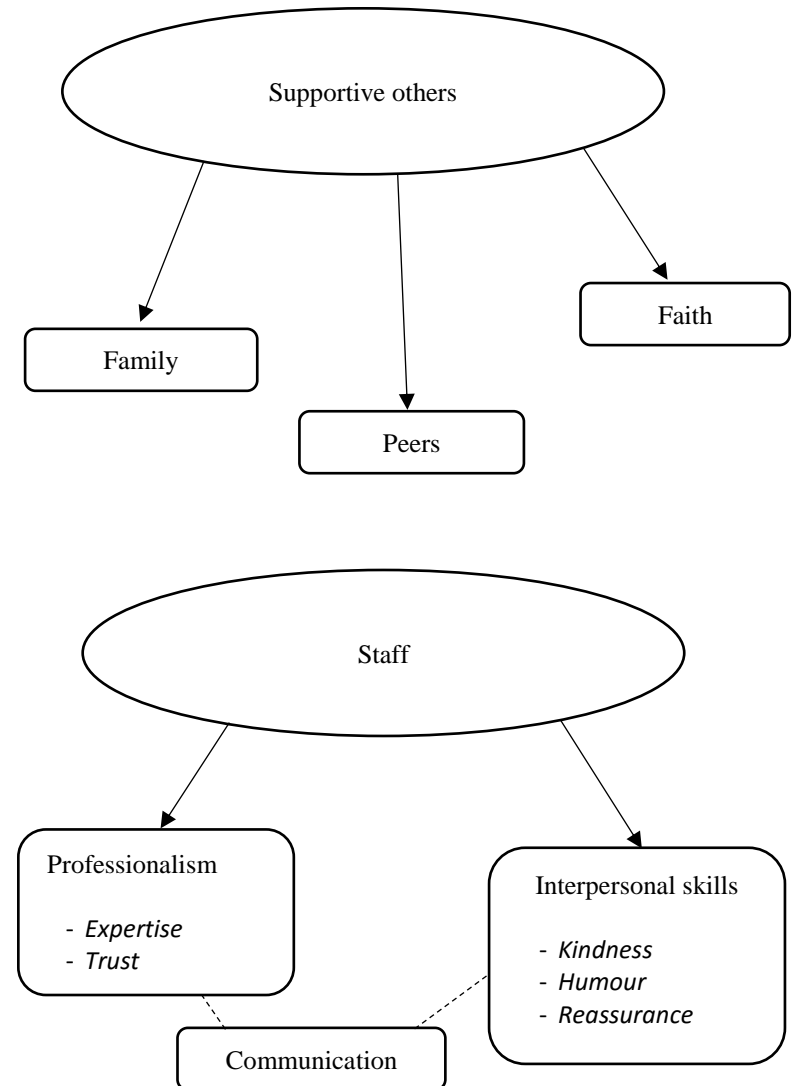 Supportive others
Family
Faith
Peers
Staff
Professionalism
- Expertise
- Trust
Interpersonal skills
- Kindness
- Humour
- Reassurance
Communication